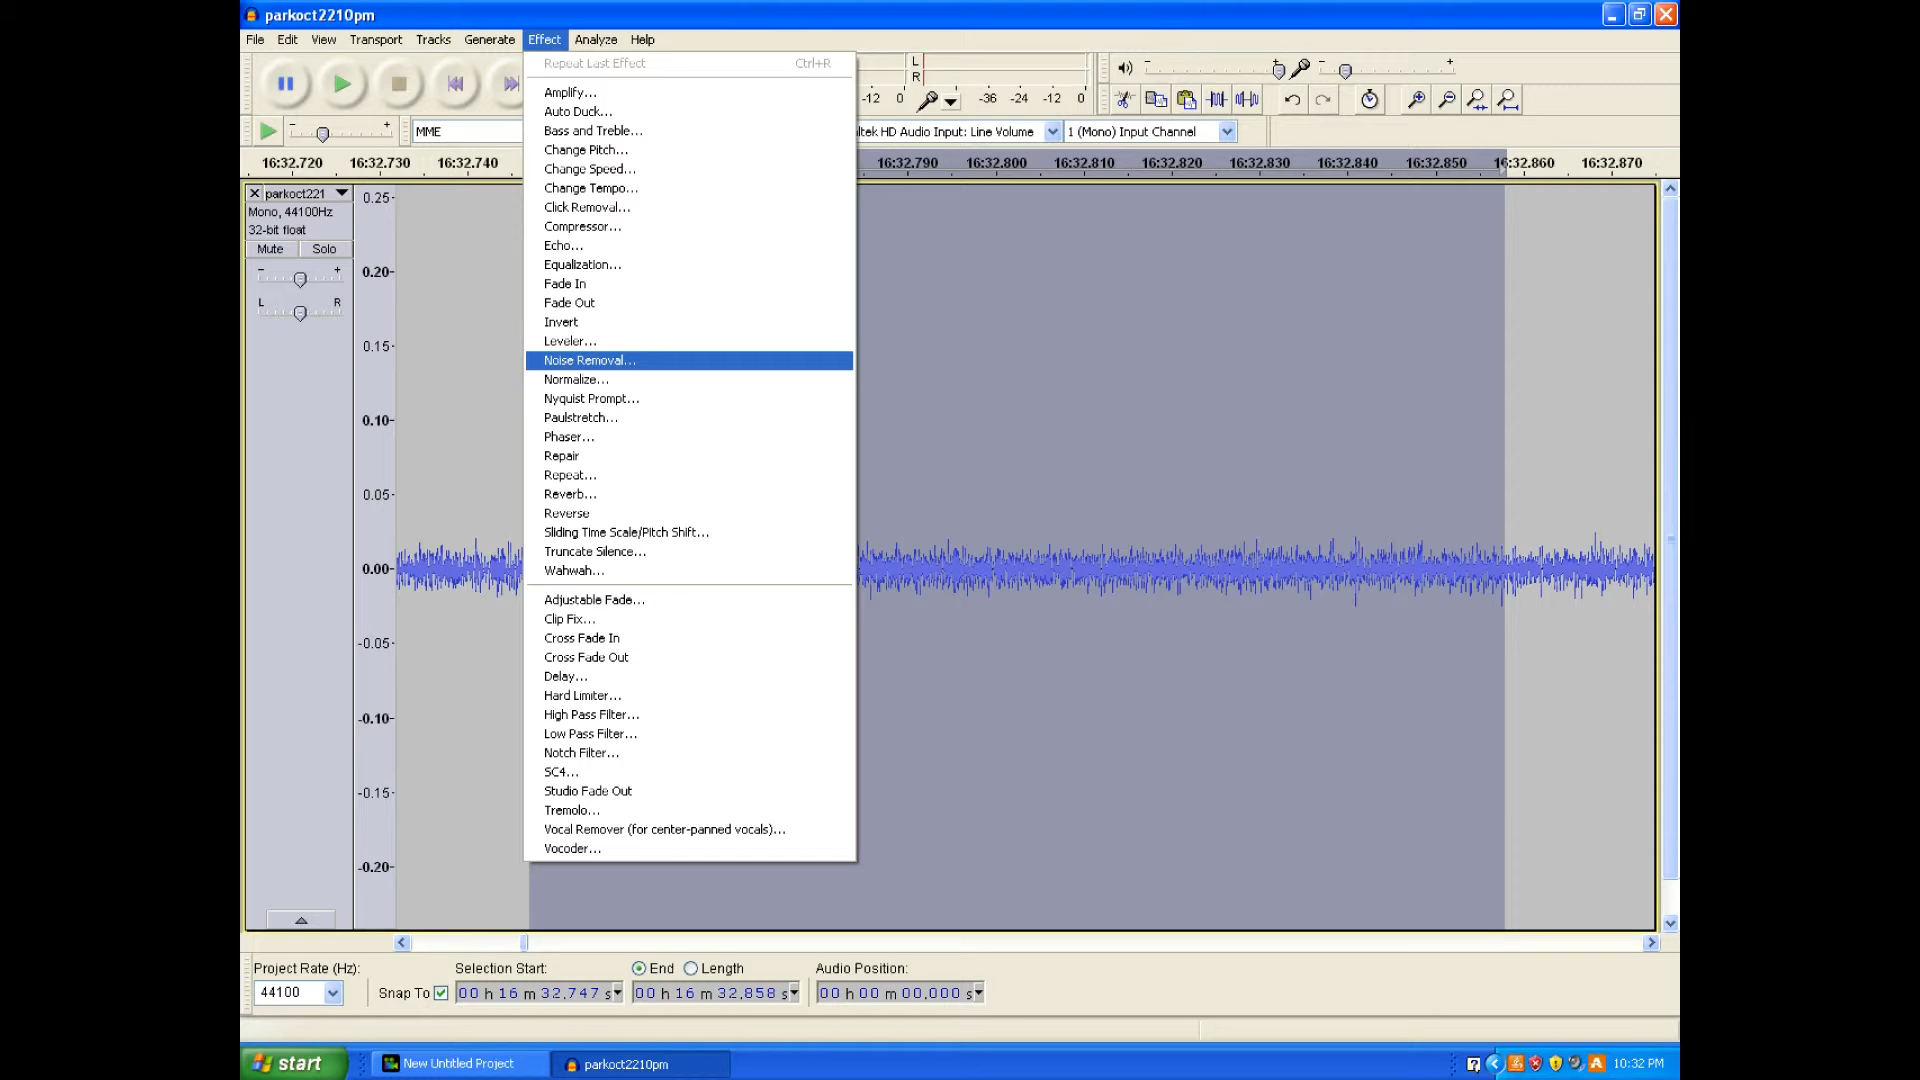 parkoct2210pm
File Edit View Transport Tracks Generate Effect Analyze Help
Repeat Last Effect Ctrl+R
Amplify...
Auto Duck...
Bass and Treble...
Change Pitch...
Change Speed...
Change Tempo...
Click Removal...
Compressor...
Echo...
Equalization...
Fade In
Fade Out
Invert
Leveler...
Noise Removal...
Normalize...
Nyquist Prompt...
Paulstretch...
Phaser...
Repair
Repeat...
Reverb...
Reverse
Sliding Time Scale/Pitch Shift...
Truncate Silence...
Wahwah...
Adjustable Fade...
Clip Fix...
Cross Fade In
Cross Fade Out
Delay...
Hard Limiter...
High Pass Filter...
Low Pass Filter...
Notch Filter...
SC4...
Studio Fade Out
Tremolo...
Vocal Remover (for center-panned vocals)...
Vocoder...
L
R
-12 0 -36 -24 -12 0
- + - +
- +
MME
ltek HD Audio Input: Line Volume 1 (Mono) Input Channel
16:32.720 16:32.730 16:32.740 16:32.790 16:32.800 16:32.810 16:32.820 16:32.830 16:32.840 16:32.850 16:32.860 16:32.870
X parkoct221
Mono, 44100Hz
32-bit float
Mute Solo
- +
L R
0.25-
0.20-
0.15-
0.10-
0.05-
0.00-
-0.05-
-0.10-
-0.15-
-0.20-
Project Rate (Hz): Selection Start: End Length Audio Position:
44100 Snap To 00 h 16 m 32.747 s 00 h 16 m 32.858 s 00 h 00 m 00.000 s
start New Untitled Project parkoct2210pm 10:32 PM